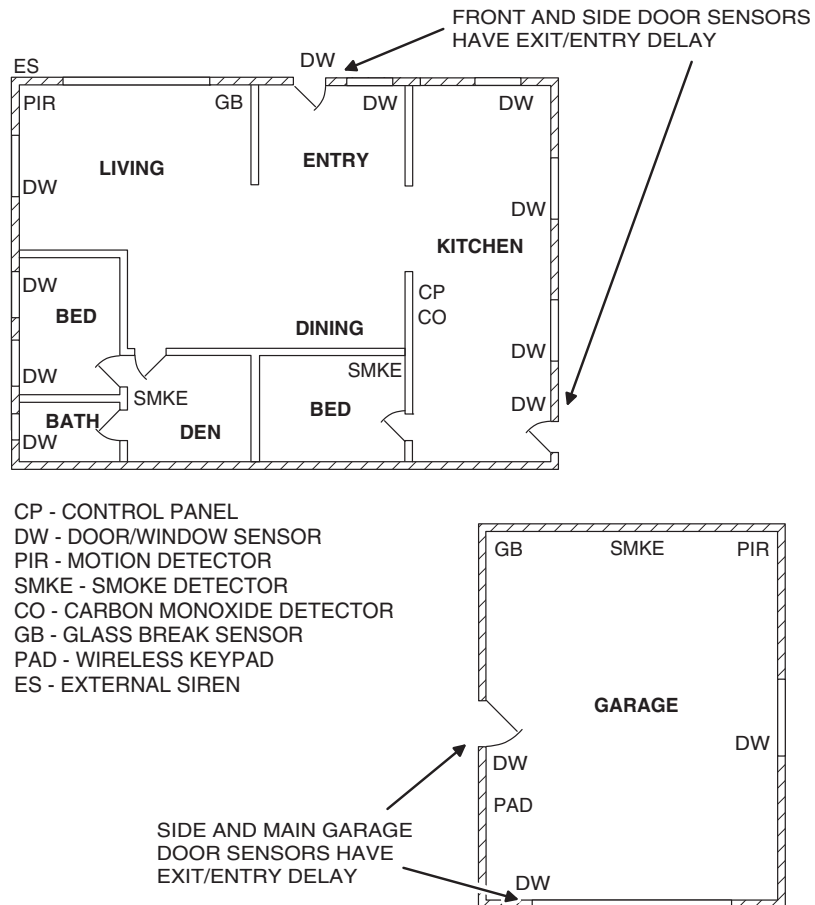 FRONT AND SIDE DOOR SENSORS
HAVE EXIT/ENTRY DELAY
DW
ES
PIR
GB
DW
DW
LIVING
ENTRY
DW
DW
KITCHEN
DW
CP
BED
CO
DINING
DW
SMKE
DW
SMKE
DW
BED
BATH
DEN
DW
CP - CONTROL PANEL
DW - DOOR/WINDOW SENSOR
PIR - MOTION DETECTOR
SMKE - SMOKE DETECTOR
CO - CARBON MONOXIDE DETECTOR
GB - GLASS BREAK SENSOR
PAD - WIRELESS KEYPAD
ES - EXTERNAL SIREN
GB
SMKE
PIR
GARAGE
DW
DW
PAD
SIDE AND MAIN GARAGE
DOOR SENSORS HAVE
EXIT/ENTRY DELAY
DW